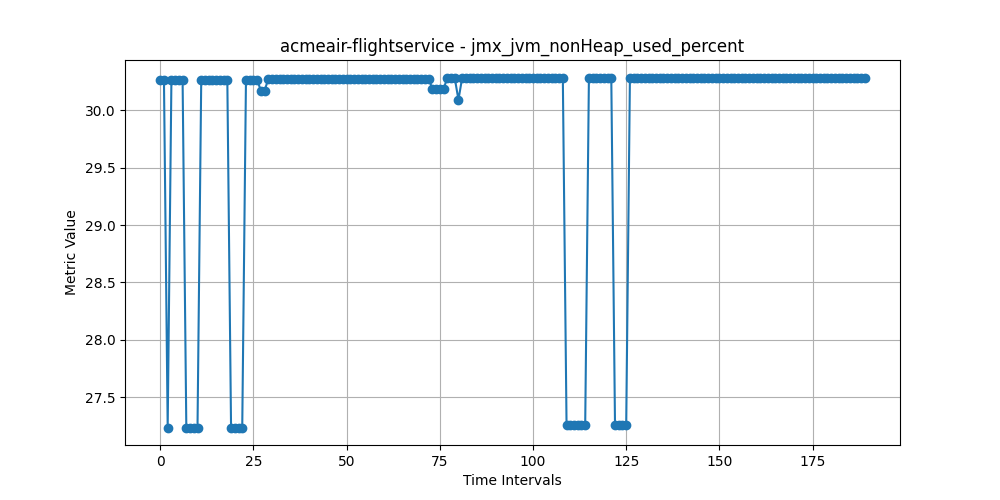 acmeair-flightservice - jmx_jvm_nonHeap_used_percent
Metric Value
30.0
29.5
29.0
28.5
28.0
27.5
0 25 50 75 100 125 150 175
Time Intervals